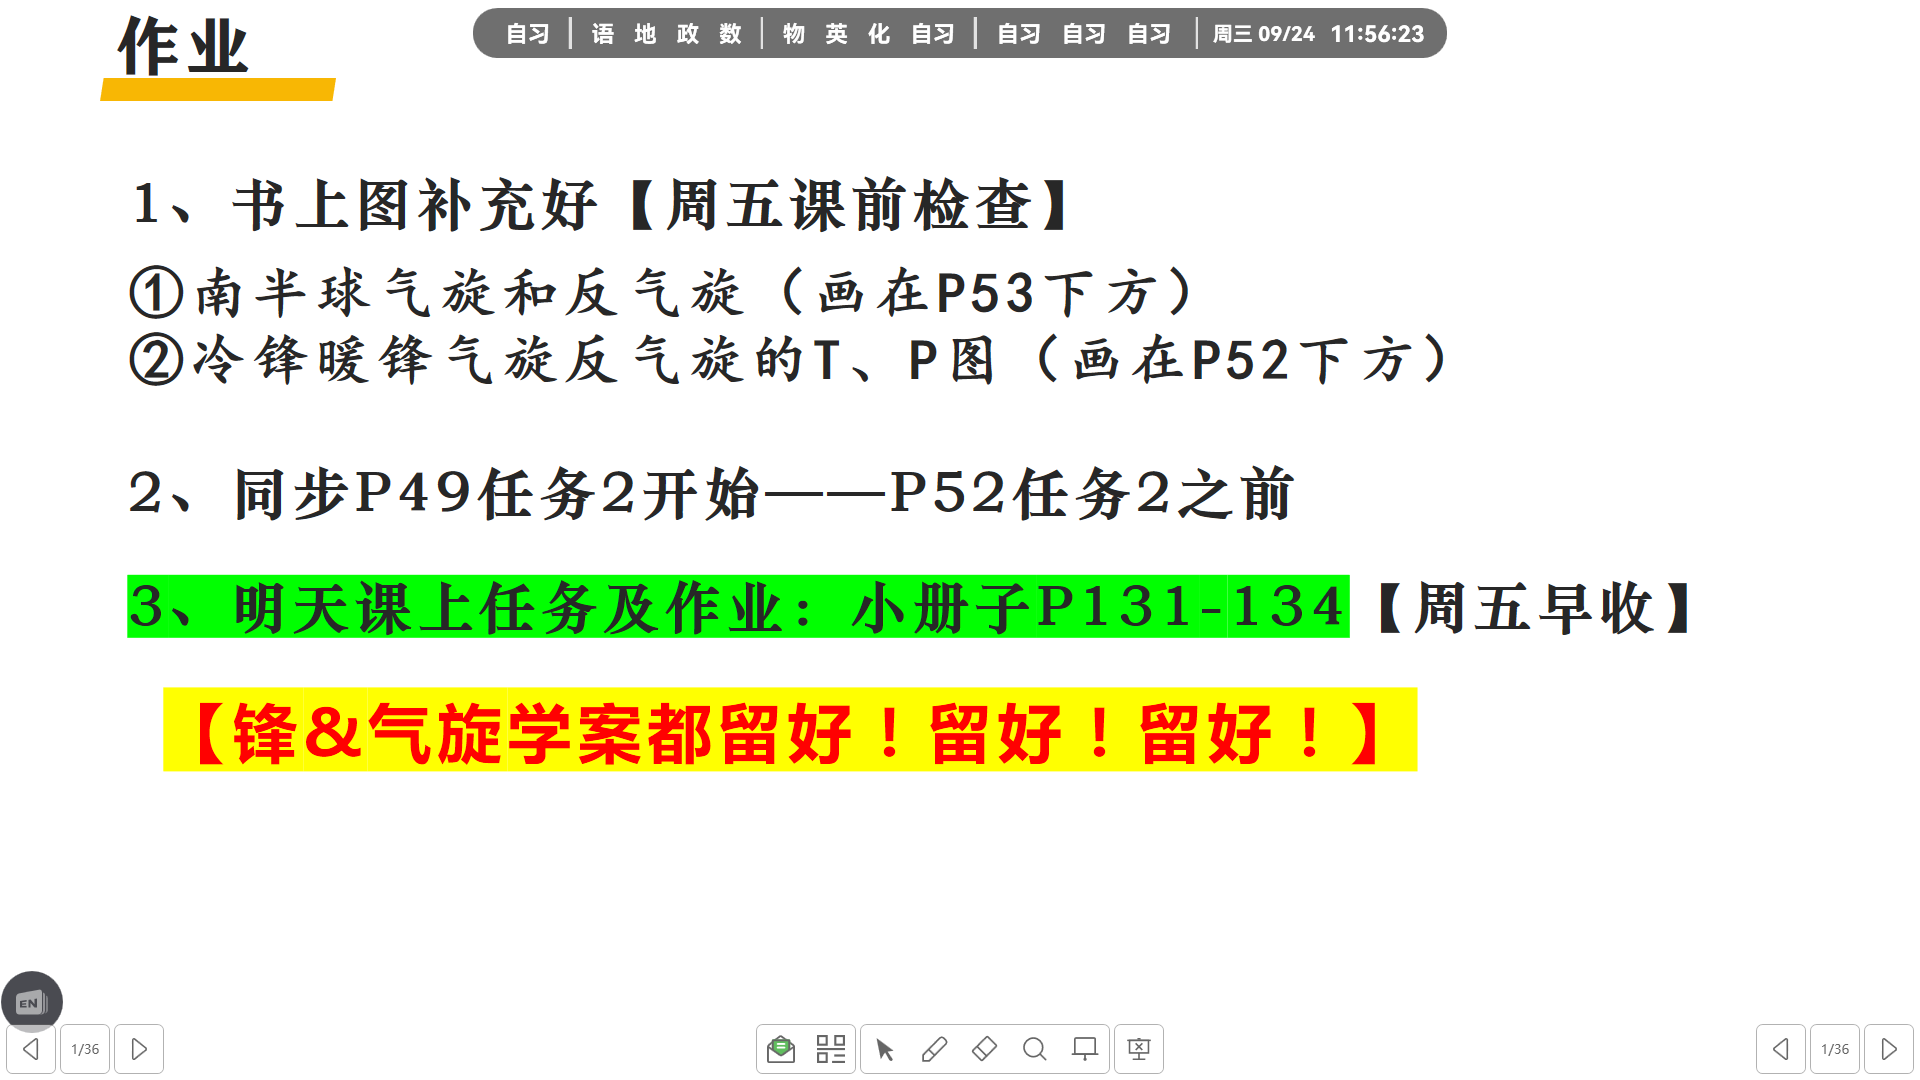 作业
自习 | 语 地 政 数 | 物 英 化 自习 | 自习 自习 自习 | 周三 09/24 11:56:23
1、书上图补充好【周五课前检查】
①南半球气旋和反气旋（画在P53下方）
②冷锋暖锋气旋反气旋的T、P图（画在P52下方）
2、同步P49任务2开始——P52任务2之前
3、明天课上任务及作业：小册子P131-134【周五早收】
【锋&气旋学案都留好！留好！留好！】
EN
1/36
1/36